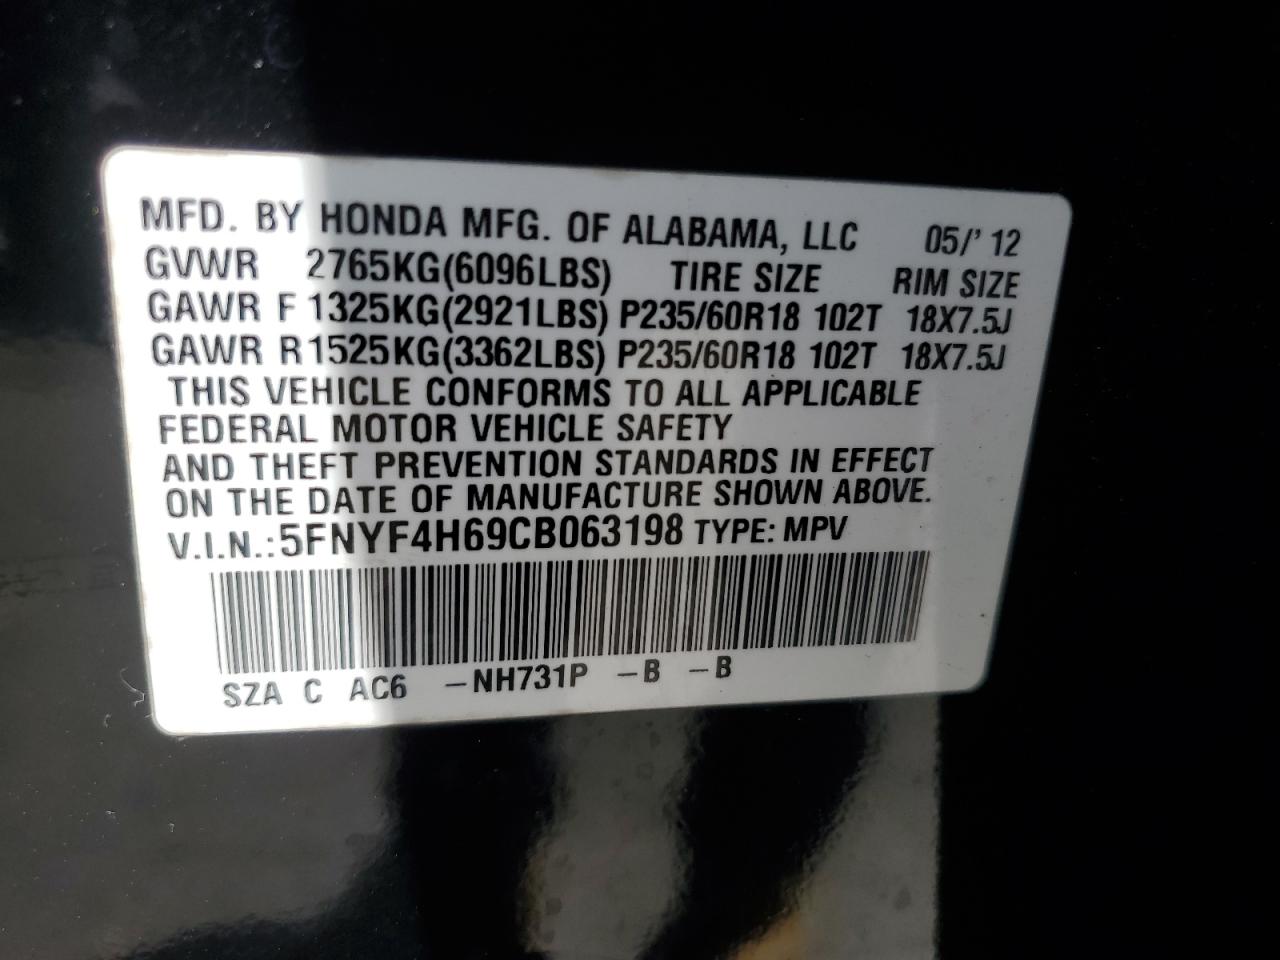 MFD. BY HONDA MFG. OF ALABAMA, LLC 05/' 12
GVWR 2765KG(6096LBS) TIRE SIZE RIM SIZE
GAWR F 1325KG(2921LBS) P235/60R18 102T 18X7.5J
GAWR R 1525KG(3362LBS) P235/60R18 102T 18X7.5J
THIS VEHICLE CONFORMS TO ALL APPLICABLE
FEDERAL MOTOR VEHICLE SAFETY
AND THEFT PREVENTION STANDARDS IN EFFECT
ON THE DATE OF MANUFACTURE SHOWN ABOVE.
V.I.N.:5FNYF4H69CB063198 TYPE: MPV
SZA C AC6 -NH731P -B -B